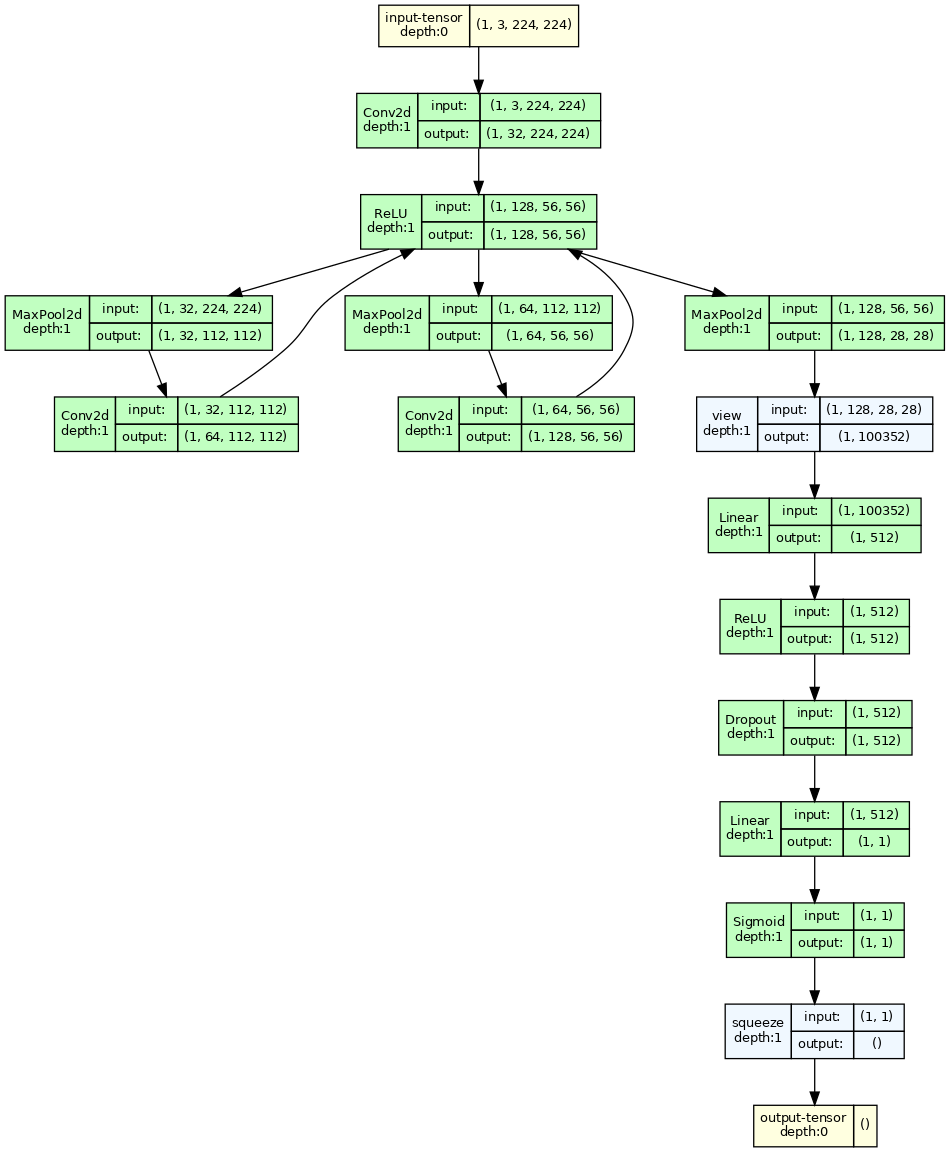 input-tensor
depth:0
(1, 3, 224, 224)
Conv2d
depth:1
input:
(1, 3, 224, 224)
output:
(1, 32, 224, 224)
ReLU
depth:1
input:
(1, 128, 56, 56)
output:
(1, 128, 56, 56)
MaxPool2d
depth:1
input:
(1, 32, 224, 224)
output:
(1, 32, 112, 112)
MaxPool2d
depth:1
input:
(1, 64, 112, 112)
output:
(1, 64, 56, 56)
MaxPool2d
depth:1
input:
(1, 128, 56, 56)
output:
(1, 128, 28, 28)
Conv2d
depth:1
input:
(1, 32, 112, 112)
output:
(1, 64, 112, 112)
Conv2d
depth:1
input:
(1, 64, 56, 56)
output:
(1, 128, 56, 56)
view
depth:1
input:
(1, 128, 28, 28)
output:
(1, 100352)
Linear
depth:1
input:
(1, 100352)
output:
(1, 512)
ReLU
depth:1
input:
(1, 512)
output:
(1, 512)
Dropout
depth:1
input:
(1, 512)
output:
(1, 512)
Linear
depth:1
input:
(1, 512)
output:
(1, 1)
Sigmoid
depth:1
input:
(1, 1)
output:
(1, 1)
squeeze
depth:1
input:
(1, 1)
output:
()
output-tensor
depth:0
()